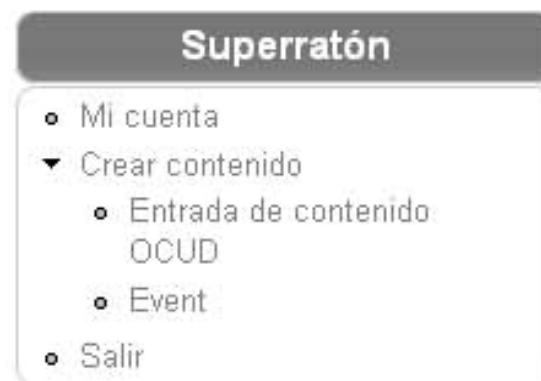 Superratón
Mi cuenta
Crear contenido
Entrada de contenido
OCUD
Event
Salir